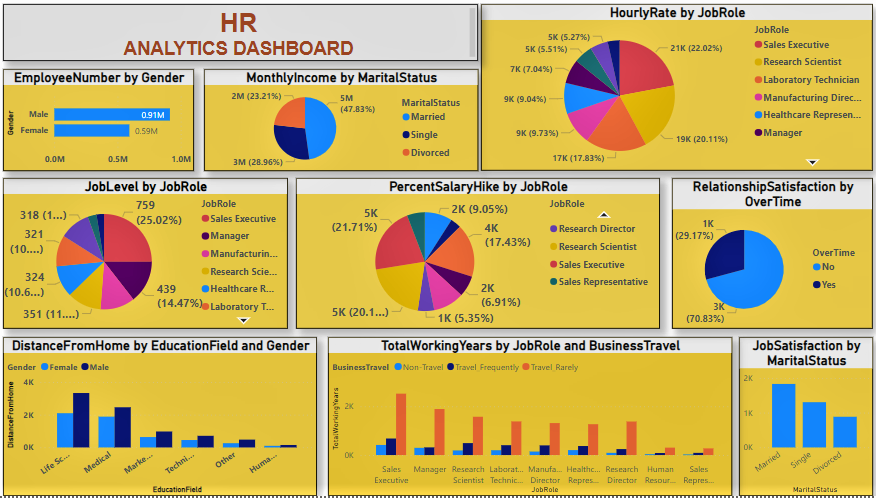 HR
ANALYTICS DASHBOARD
EmployeeNumber by Gender
Gender
Male
0.91M
Female
0.59M
0.0M
0.5M
1.0M
MonthlyIncome by MaritalStatus
2M (23.21%)
5M
(47.83%)
3M (28.96%)
MaritalStatus
Married
Single
Divorced
HourlyRate by JobRole
5K (5.27%)
5K (5.51%)
7K (7.04%)
9K (9.04%)
9K (9.73%)
17K (17.83%)
21K (22.02%)
19K (20.11%)
JobRole
Sales Executive
Research Scientist
Laboratory Technician
Manufacturing Direc...
Healthcare Represen...
Manager
JobLevel by JobRole
318 (1...)
321
(10....)
324
(10.6...)
351 (11....)
759
(25.02%)
439
(14.47%)
JobRole
Sales Executive
Manager
Manufacturin...
Research Scie...
Healthcare R...
Laboratory T...
PercentSalaryHike by JobRole
5K
(21.71%)
5K (20.1...)
2K (9.05%)
4K
(17.43%)
2K
(6.91%)
1K (5.35%)
JobRole
Research Director
Research Scientist
Sales Executive
Sales Representative
RelationshipSatisfaction by
OverTime
1K
(29.17%)
3K
(70.83%)
OverTime
No
Yes
DistanceFromHome by EducationField and Gender
Gender
Female
Male
DistanceFromHome
4K
2K
0K
Life Sc...
Medical
Marke...
Techni...
Other
Huma...
EducationField
TotalWorkingYears by JobRole and BusinessTravel
BusinessTravel
Non-Travel
Travel_Frequently
Travel_Rarely
TotalWorkingYears
2K
0K
Sales
Executive
Manager
Research
Scientist
Laborat...
Technic...
Manufa...
Director
Healthc...
Repres...
Research
Director
Human
Resour...
Sales
Repres...
JobRole
JobSatisfaction by
MaritalStatus
2K
1K
0K
Married
Single
Divorced
MaritalStatus